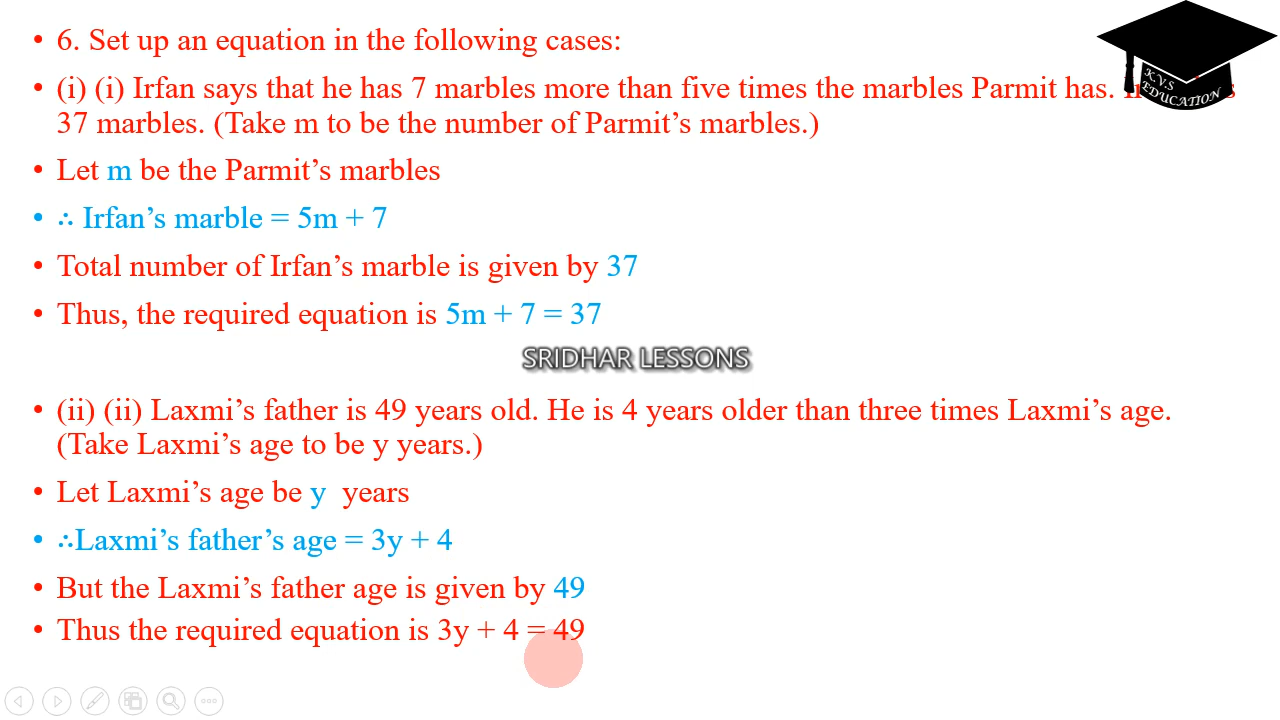 • 6. Set up an equation in the following cases:
• (i) (i) Irfan says that he has 7 marbles more than five times the marbles Parmit has.
37 marbles. (Take m to be the number of Parmit’s marbles.)
K.V.S
EDUCATION
• Let m be the Parmit’s marbles
• ∴ Irfan’s marble = 5m + 7
• Total number of Irfan’s marble is given by 37
• Thus, the required equation is 5m + 7 = 37
SRIDHAR LESSONS
• (ii) (ii) Laxmi’s father is 49 years old. He is 4 years older than three times Laxmi’s age.
(Take Laxmi’s age to be y years.)
• Let Laxmi’s age be y years
• ∴Laxmi’s father’s age = 3y + 4
• But the Laxmi’s father age is given by 49
• Thus the required equation is 3y + 4 = 49